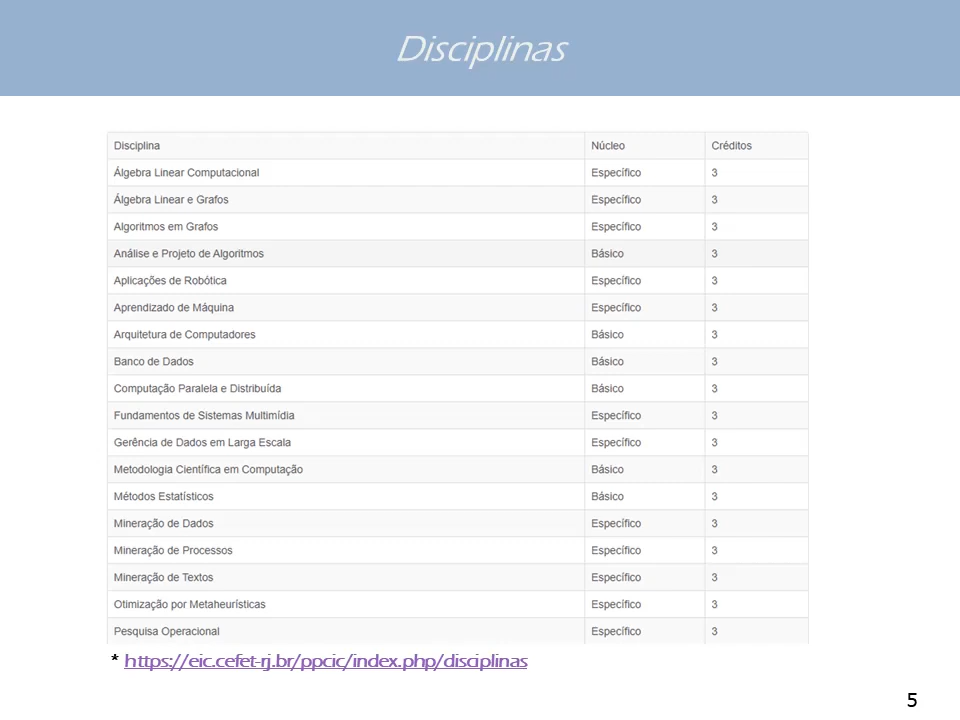 Disciplinas
Disciplina Núcleo Créditos
Álgebra Linear Computacional Específico 3
Álgebra Linear e Grafos Específico 3
Algoritmos em Grafos Específico 3
Análise e Projeto de Algoritmos Básico 3
Aplicações de Robótica Específico 3
Aprendizado de Máquina Específico 3
Arquitetura de Computadores Básico 3
Banco de Dados Básico 3
Computação Paralela e Distribuída Básico 3
Fundamentos de Sistemas Multimídia Específico 3
Gerência de Dados em Larga Escala Específico 3
Metodologia Científica em Computação Básico 3
Métodos Estatísticos Básico 3
Mineração de Dados Específico 3
Mineração de Processos Específico 3
Mineração de Textos Específico 3
Otimização por Metaheurísticas Específico 3
Pesquisa Operacional Específico 3
* https://eic.cefet-rj.br/ppcic/index.php/disciplinas
5